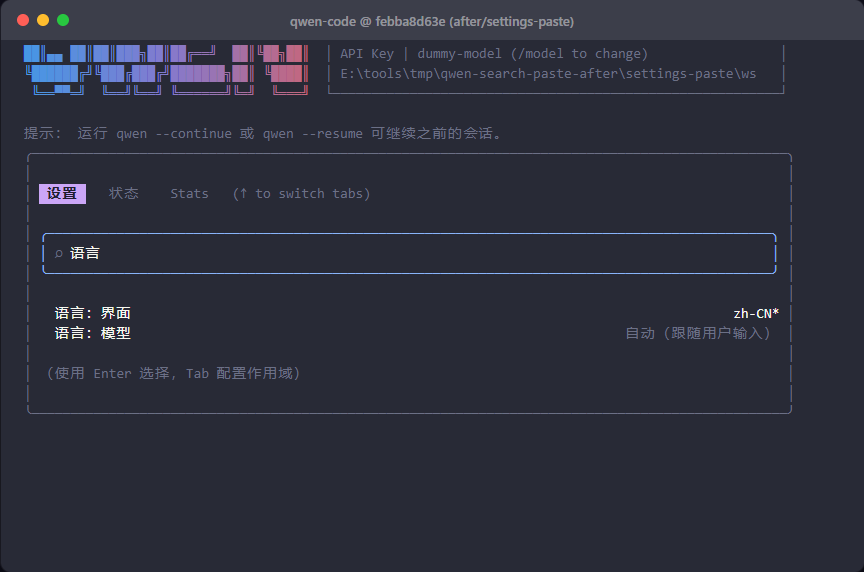 qwen-code @ febba8d63e (after/settings-paste)
API Key | dummy-model (/model to change)
E:\tools\tmp\qwen-search-paste-after\settings-paste\ws
提示: 运行 qwen --continue 或 qwen --resume 可继续之前的会话。
设置 状态 Stats (↑ to switch tabs)
⌕ 语言
语言: 界面 zh-CN*
语言: 模型 自动 (跟随用户输入)
(使用 Enter 选择, Tab 配置作用域)